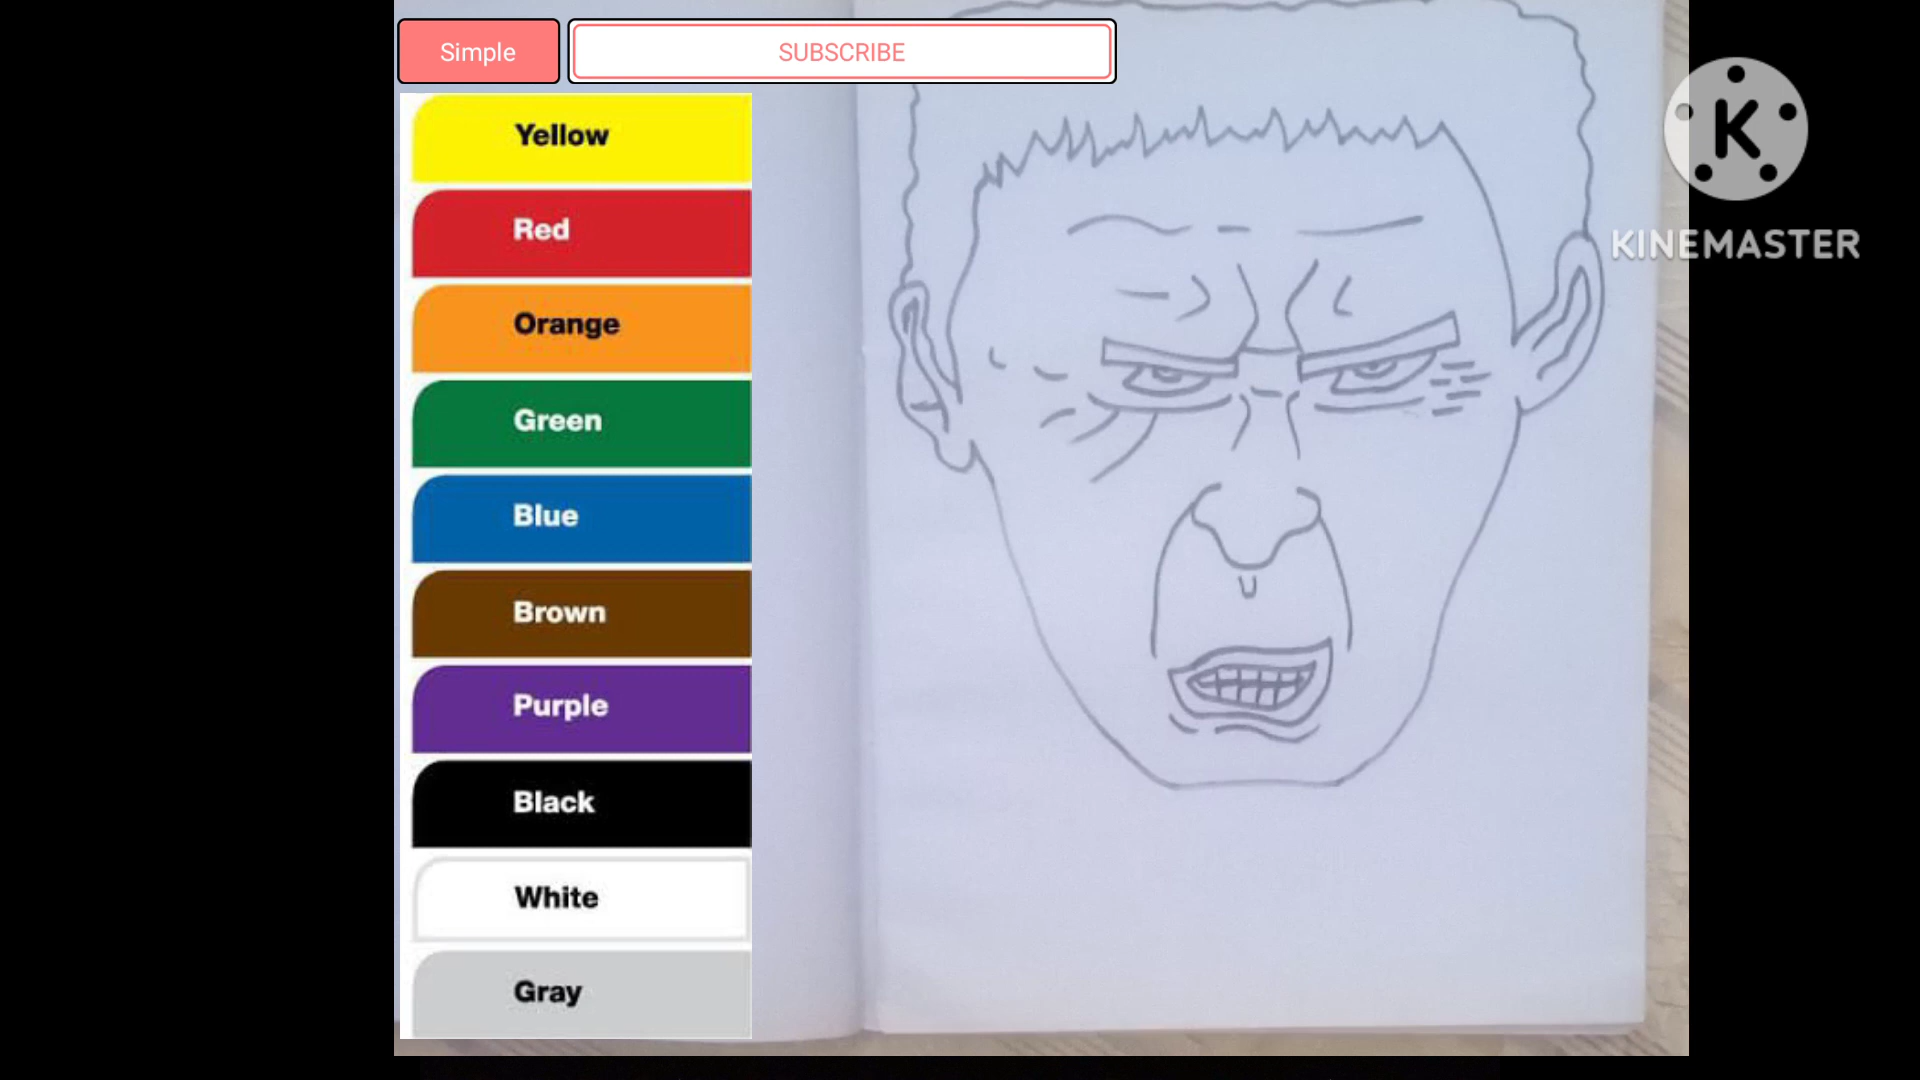 Simple
SUBSCRIBE
Yellow
Red
Orange
Green
Blue
Brown
Purple
Black
White
Gray
K
KINEMASTER